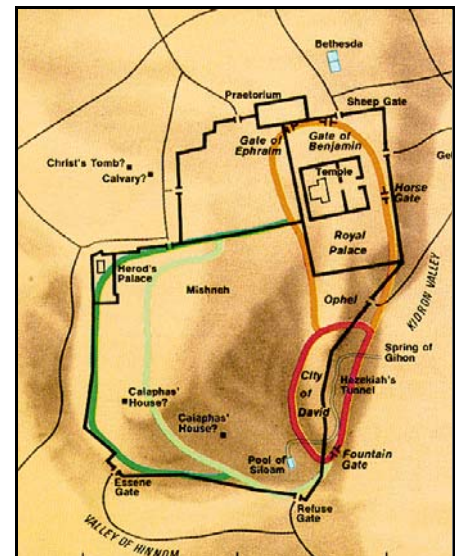 Bethesda
Praetorium
Sheep Gate
Gate of
Ephraim
Gate of
Benjamin
Christ's Tomb?
Calvary?
Temple
Ge
Horse
Gate
Royal
Palace
Herod's
Palace
Mishneh
Ophel
KIDRON VALLEY
Spring of
Gihon
City
of
David
Hezekiah's
Tunnel
Caiaphas'
House?
Caiaphas'
House?
Pool of
Siloam
Fountain
Gate
Essene
Gate
Refuse
Gate
VALLEY OF HINNOM